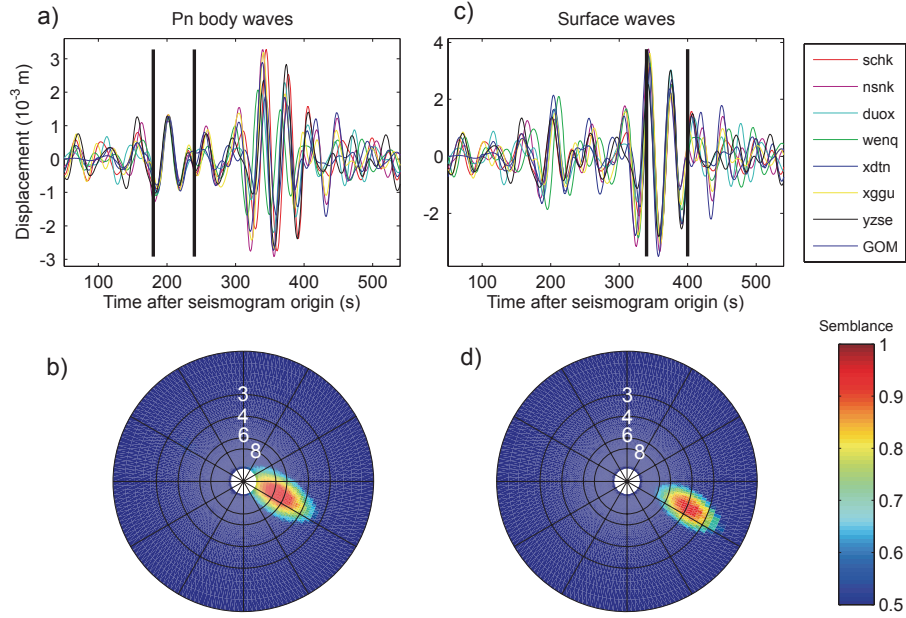 a)
Pn body waves
3
2
1
0
-1
-2
-3
Displacement (10-3 m)
100
200
300
400
500
Time after seismogram origin (s)
c)
Surface waves
4
2
0
-2
100
200
300
400
500
Time after seismogram origin (s)
schk
nsnk
duox
wenq
xdtn
xggu
yzse
GOM
b)
3
4
6
8
d)
3
4
6
8
Semblance
1
0.9
0.8
0.7
0.6
0.5